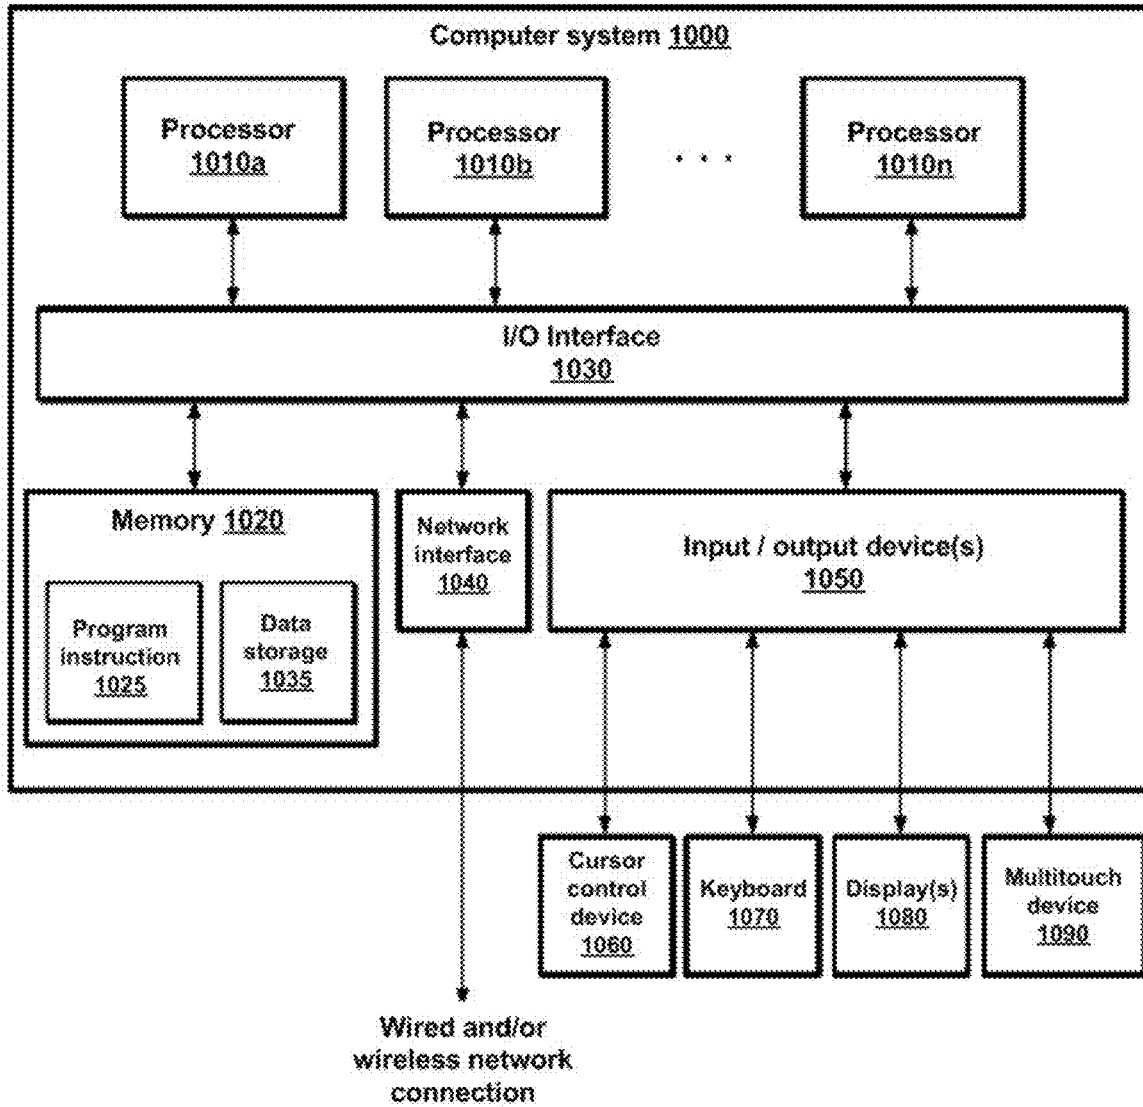 Computer system 1000
Processor
1010a
Processor
1010b
. . .
Processor
1010n
I/O Interface
1030
Memory 1020
Program
instruction
1025
Data
storage
1035
Network
interface
1040
Input / output device(s)
1050
Cursor
control
device
1060
Keyboard
1070
Display(s)
1080
Multitouch
device
1090
Wired and/or
wireless network
connection